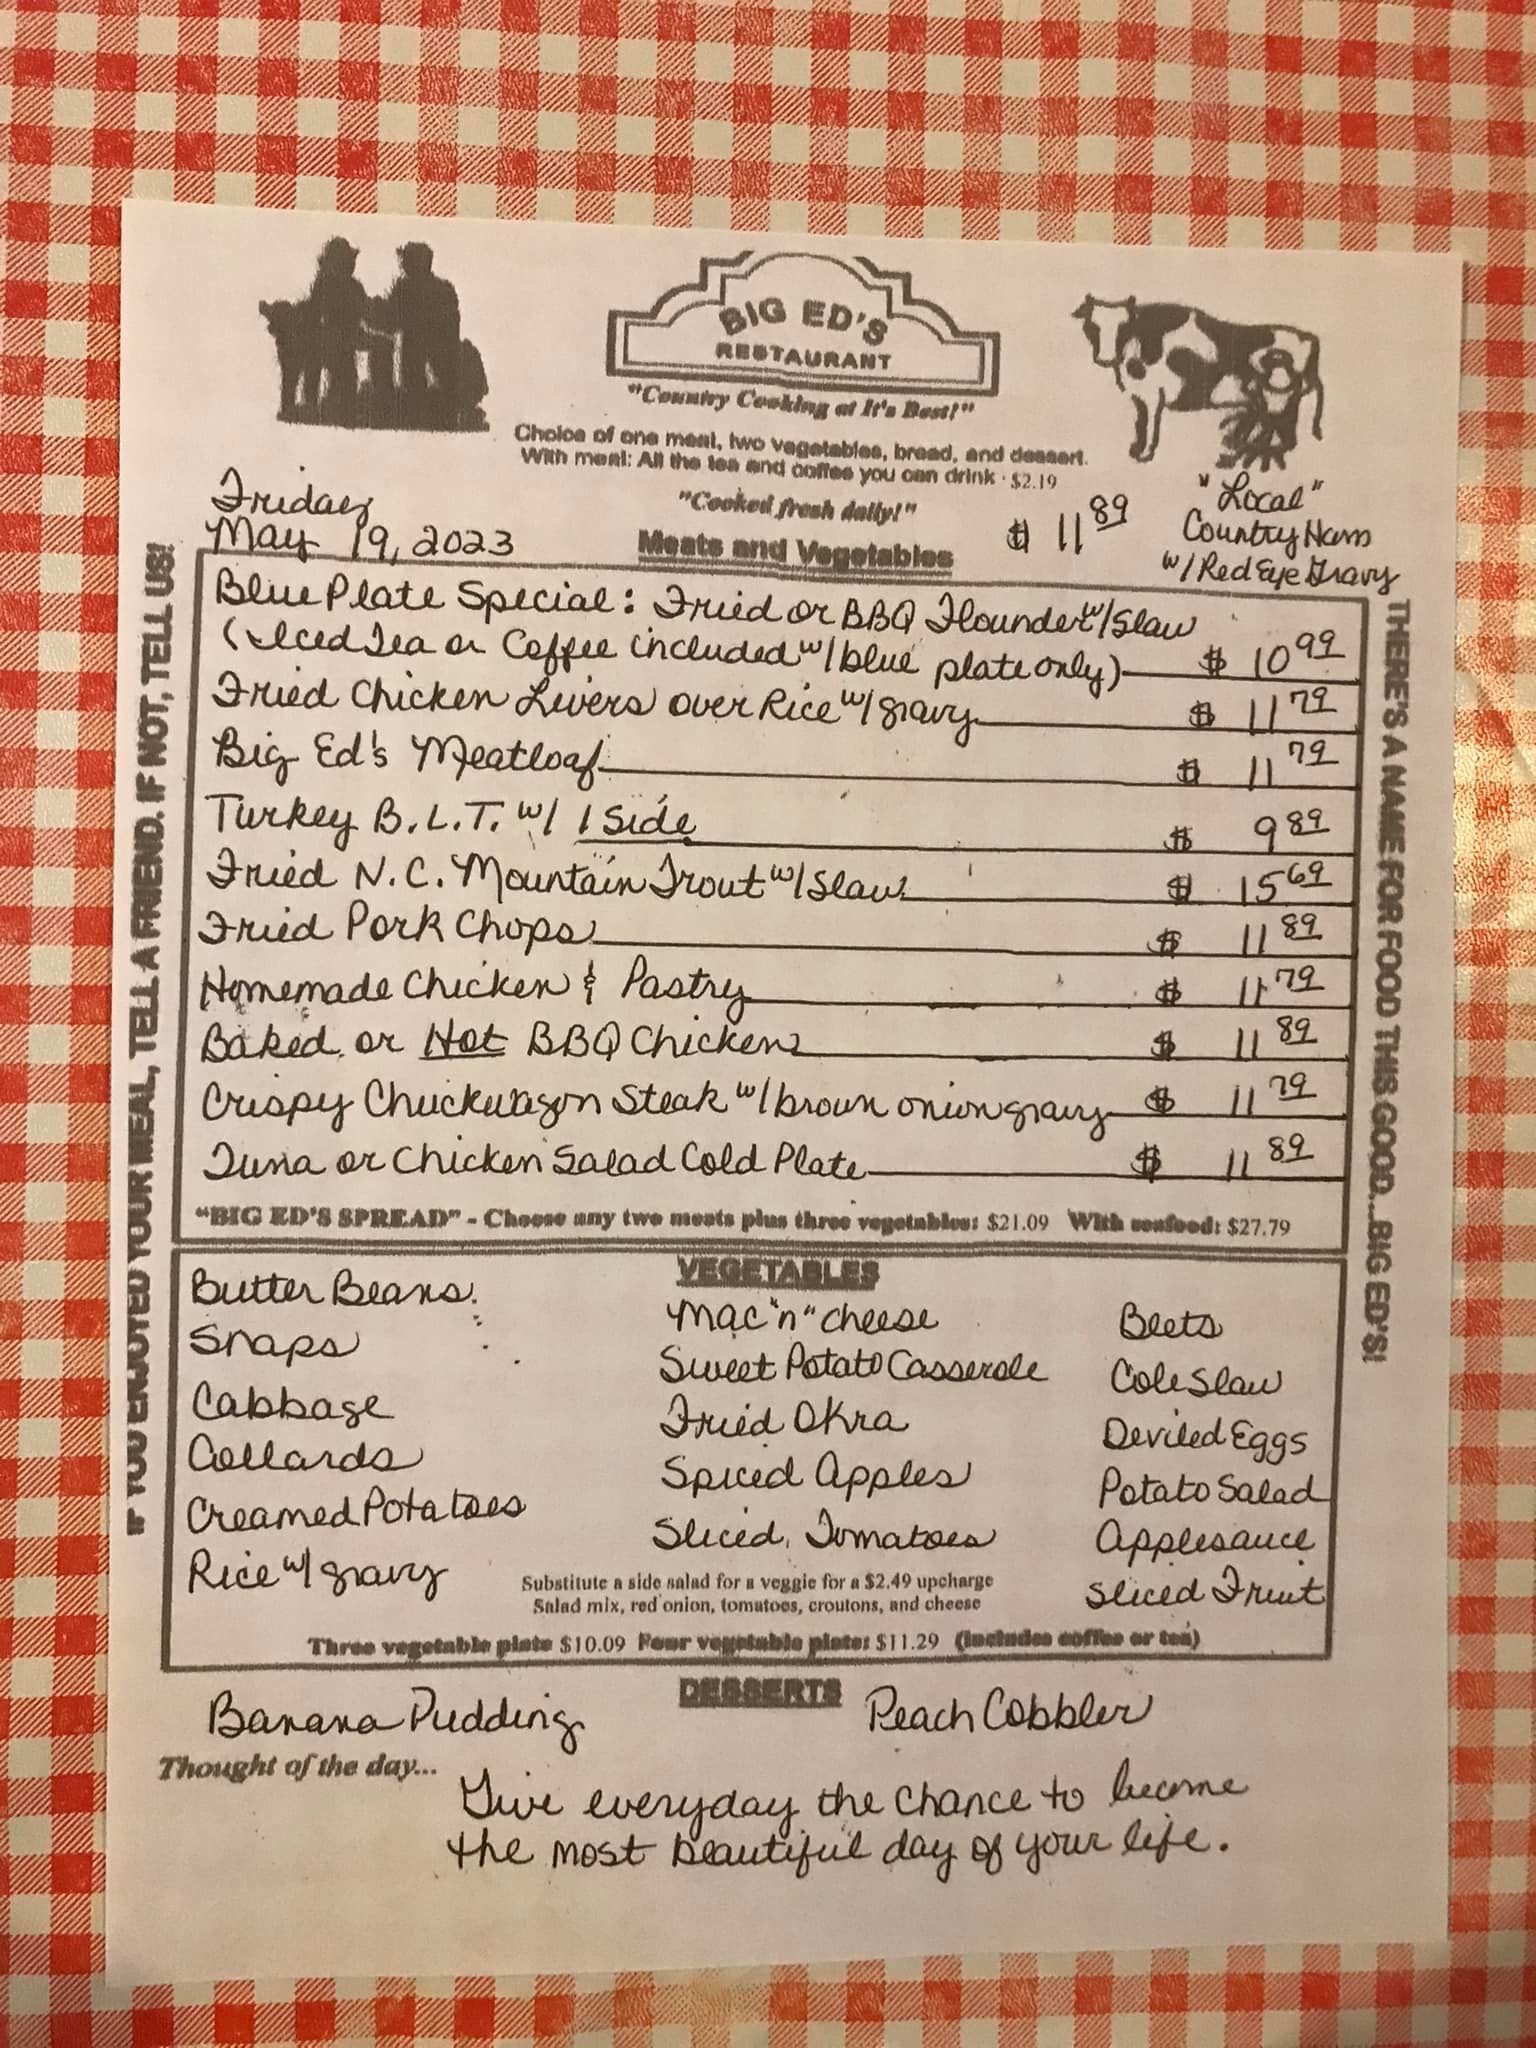 BIG ED'S
RESTAURANT
"Country Cooking at It's Best!"
Choice of one meat, two vegetables, bread, and dessert.
With meal: All the tea and coffee you can drink · $2.19
"Cooked fresh daily!"
Friday
May 19, 2023
Meats and Vegetables
$ 11 89
"Local"
Country Ham
w/ Red Eye Gravy
IF YOU ENJOYED YOUR MEAL, TELL A FRIEND. IF NOT, TELL US!
Blue Plate Special: Fried or BBQ Flounder w/ Slaw
(Iced Tea or Coffee included w/ blue plate only) $ 10 99
Fried Chicken Livers over Rice w/ gravy $ 11 79
Big Ed's Meatloaf $ 11 79
Turkey B.L.T. w/ 1 Side $ 9 89
Fried N.C. Mountain Trout w/ Slaw $ 15 69
Fried Pork Chops $ 11 89
Homemade Chicken & Pastry $ 11 79
Baked or Hot BBQ Chicken $ 11 89
Crispy Chuckwagon Steak w/ brown onion gravy $ 11 79
Tuna or Chicken Salad Cold Plate $ 11 89
"BIG ED'S SPREAD" - Choose any two meats plus three vegetables: $21.09 With seafood: $27.79
THERE'S A NAME FOR FOOD THIS GOOD...BIG ED'S!
VEGETABLES
Butter Beans
Snaps
Cabbage
Collards
Creamed Potatoes
Rice w/ gravy
Mac "n" Cheese
Sweet Potato Casserole
Fried Okra
Spiced Apples
Sliced Tomatoes
Beets
Cole Slaw
Deviled Eggs
Potato Salad
Applesauce
Sliced Fruit
Substitute a side salad for a veggie for a $2.49 upcharge
Salad mix, red onion, tomatoes, croutons, and cheese
Three vegetable plate $10.09 Four vegetable plate: $11.29 (includes coffee or tea)
DESSERTS
Banana Pudding
Peach Cobbler
Thought of the day...
Give everyday the chance to become
the most beautiful day of your life.